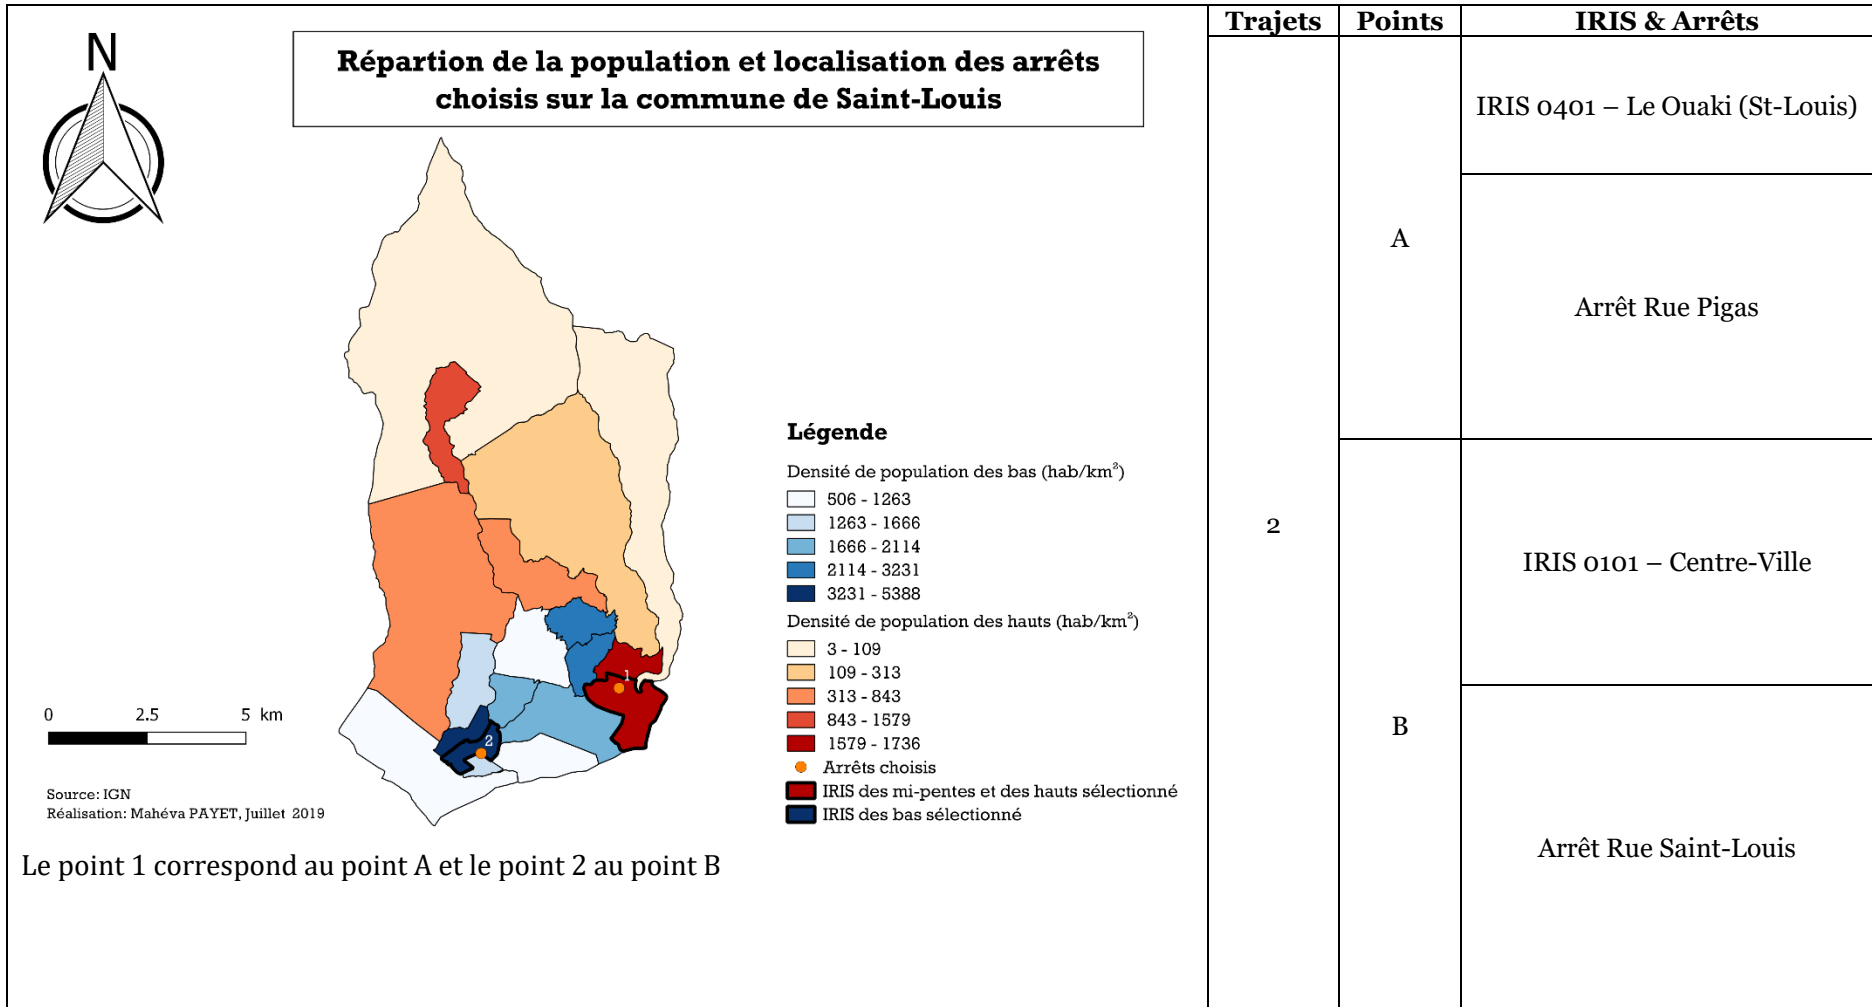 N
Répartion de la population et localisation des arrêts
choisis sur la commune de Saint-Louis
Légende
Densité de population des bas (hab/km²)
506 - 1263
1263 - 1666
1666 - 2114
2114 - 3231
3231 - 5388
Densité de population des hauts (hab/km²)
3 - 109
109 - 313
313 - 843
843 - 1579
1579 - 1736
Arrêts choisis
IRIS des mi-pentes et des hauts sélectionné
IRIS des bas sélectionné
1
2
0 2.5 5 km
Source: IGN
Réalisation: Mahéva PAYET, Juillet 2019
Le point 1 correspond au point A et le point 2 au point B
Trajets Points IRIS & Arrêts
2
A
IRIS 0401 – Le Ouaki (St-Louis)
Arrêt Rue Pigas
B
IRIS 0101 – Centre-Ville
Arrêt Rue Saint-Louis